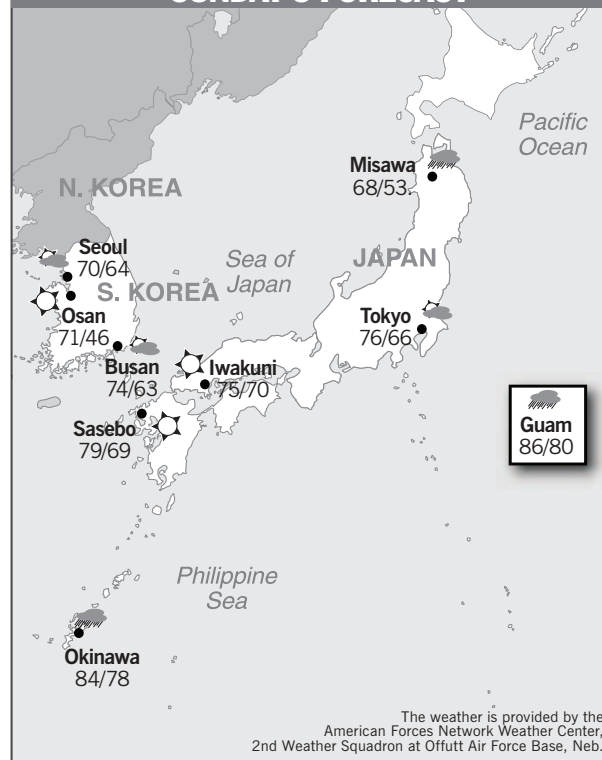 Pacific
Ocean
Misawa
68/53
N. KOREA
Seoul
70/64
Sea of
Japan
JAPAN
S. KOREA
Osan
71/46
Tokyo
76/66
Busan
74/63
Iwakuni
75/70
Guam
86/80
Sasebo
79/69
Philippine
Sea
Okinawa
84/78
The weather is provided by the
American Forces Network Weather Center,
2nd Weather Squadron at Offutt Air Force Base, Neb.